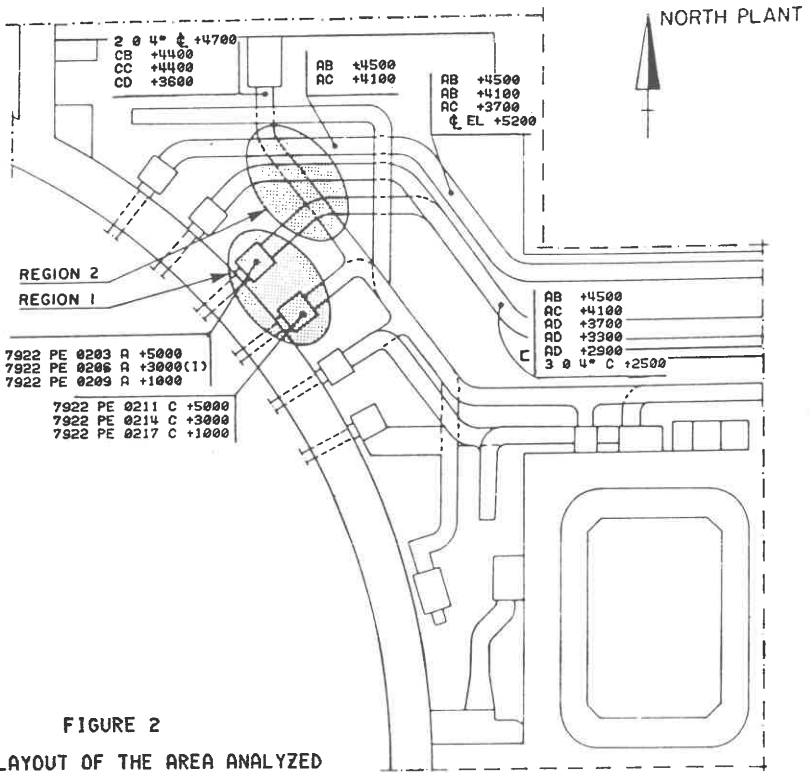 NORTH PLANT
2 0 4" ȼ +4700
CB +4400
CC +4400
CD +3600
AB +4500
AC +4100
AB +4500
AB +4100
AC +3700
ȼ EL +5200
REGION 2
REGION 1
AB +4500
AC +4100
AD +3700
AD +3300
AD +2900
3 0 4" C +2500
7922 PE 0203 A +5000
7922 PE 0206 A +3000(1)
7922 PE 0209 A +1000
7922 PE 0211 C +5000
7922 PE 0214 C +3000
7922 PE 0217 C +1000
FIGURE 2
LAYOUT OF THE AREA ANALYZED